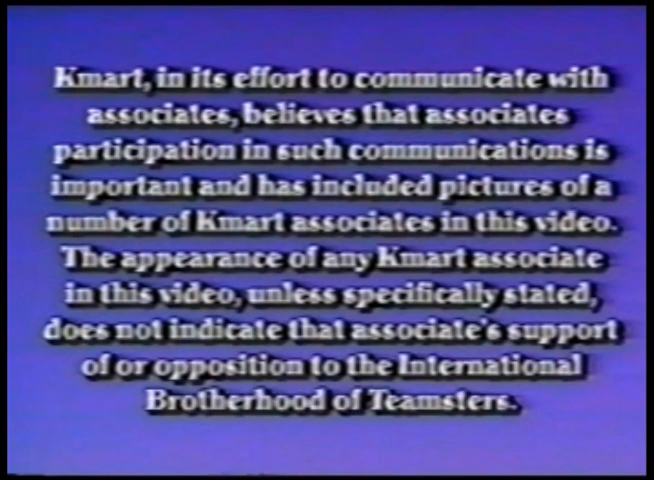 Kmart, in its effort to communicate with
associates, believes that associates
participation in such communications is
important and has included pictures of a
number of Kmart associates in this video.
The appearance of any Kmart associate
in this video, unless specifically stated,
does not indicate that associate's support
of or opposition to the International
Brotherhood of Teamsters.